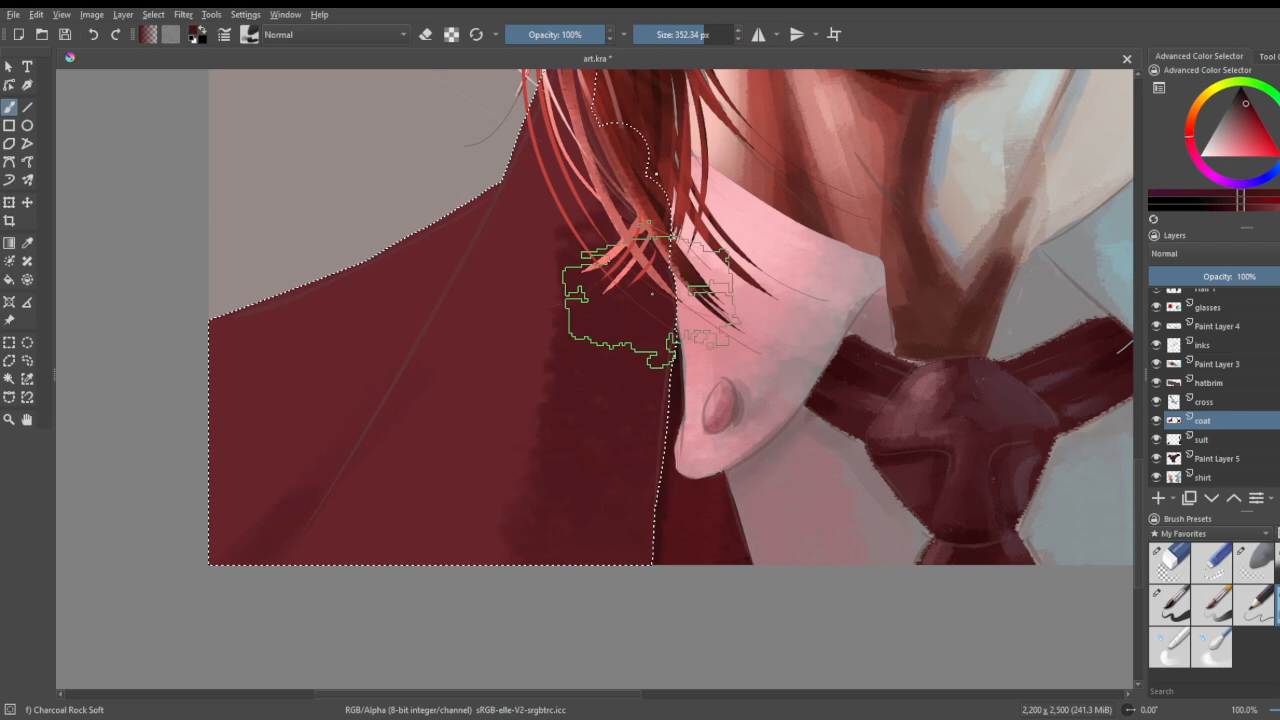 File Edit View Image Layer Select Filter Tools Settings Window Help
Normal
Opacity: 100%
Size: 352.34 px
art.kra *
Advanced Color Selector
Tool
Advanced Color Selector
Layers
Normal
Opacity: 100%
glasses
Paint Layer 4
inks
Paint Layer 3
hatbrim
cross
coat
suit
Paint Layer 5
shirt
Brush Presets
★ My Favorites
Search
f) Charcoal Rock Soft
RGB/Alpha (8-bit integer/channel) sRGB-elle-V2-srgbtrc.icc
2,200 x 2,500 (241.3 MiB)
0.00°
100.0%